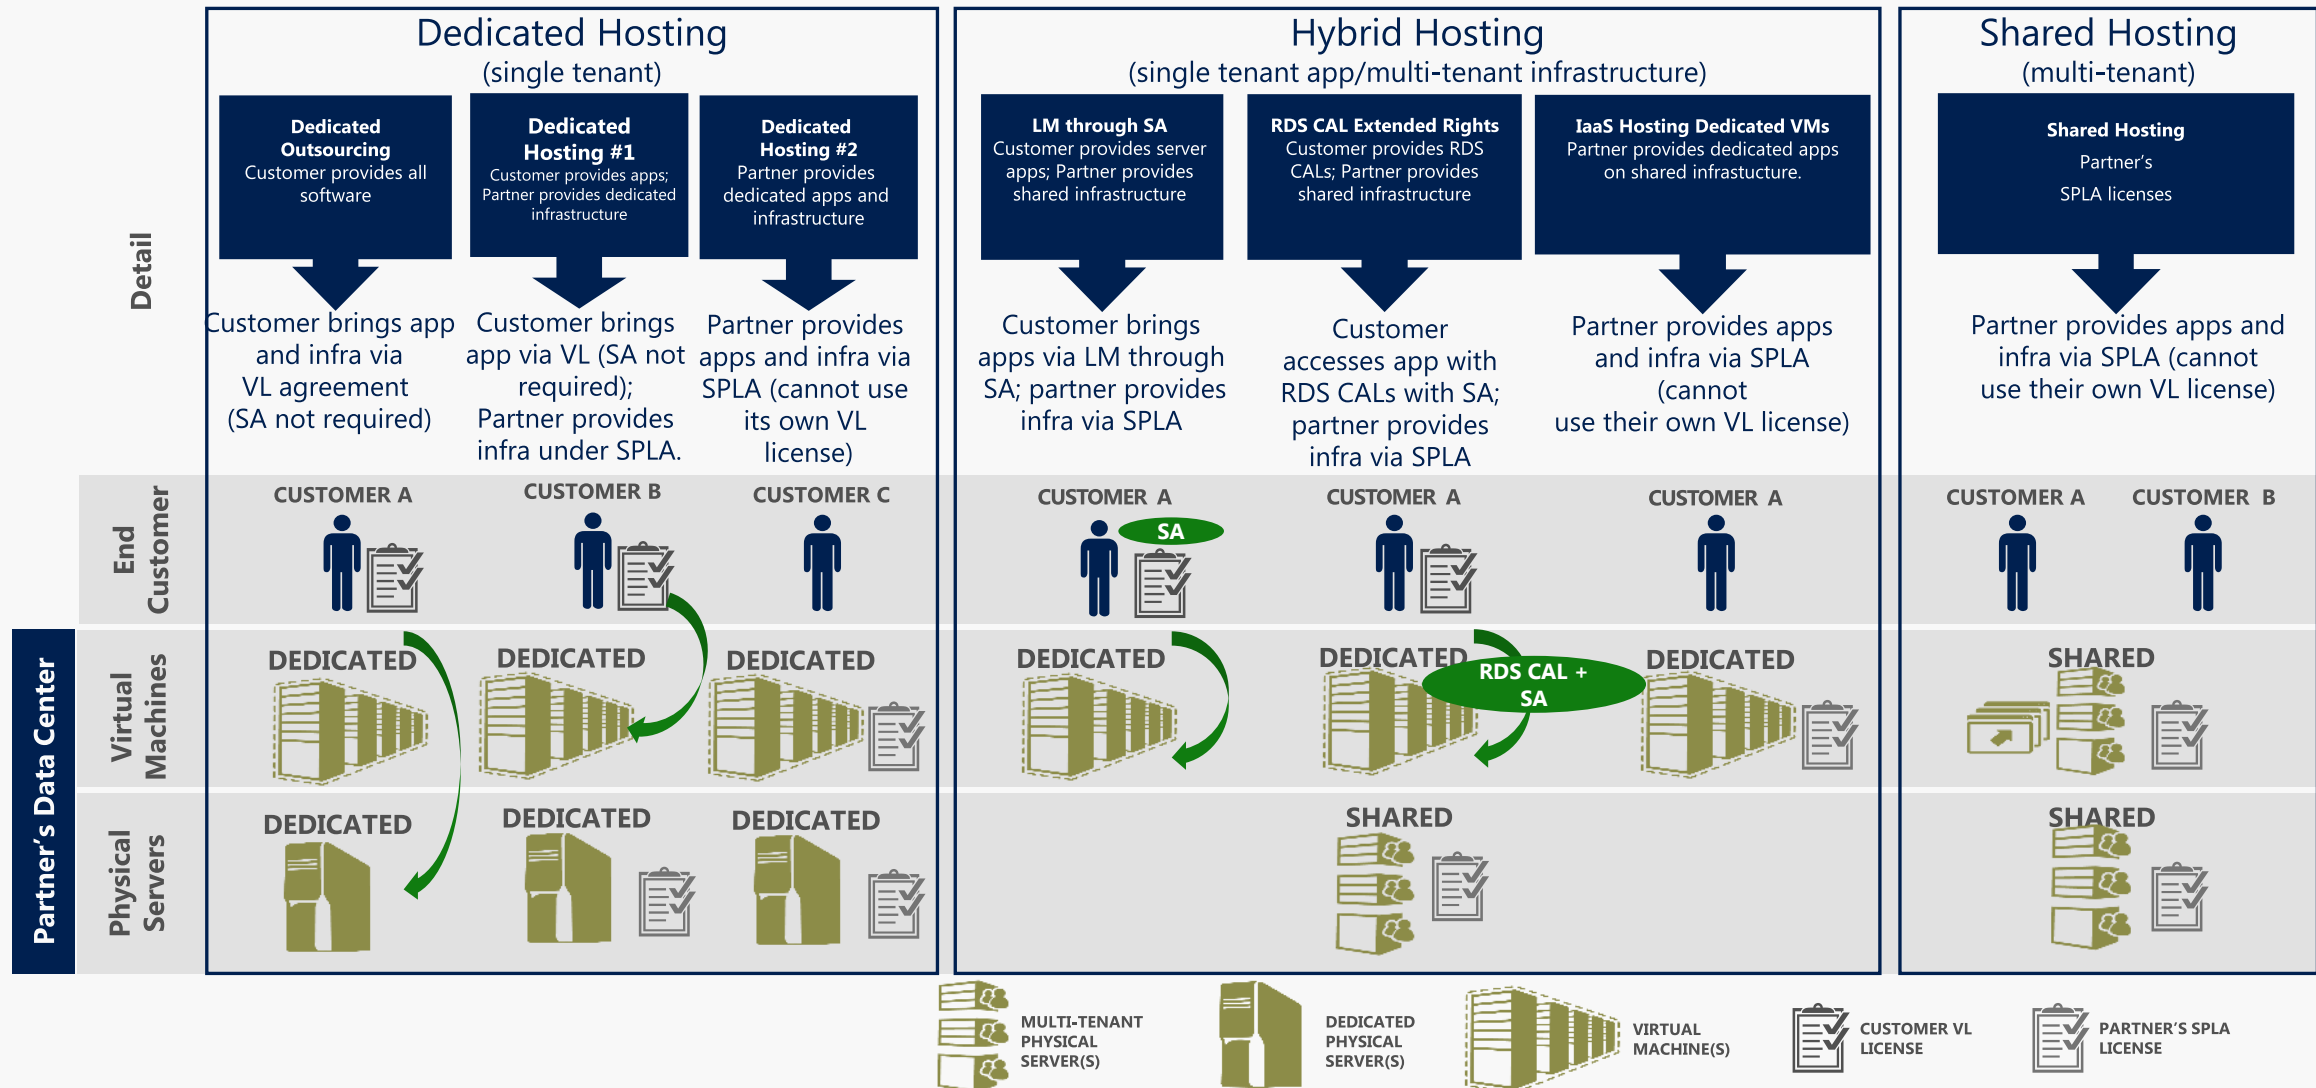 Dedicated Hosting
(single tenant)
Dedicated
Outsourcing
Customer provides all
software
Dedicated
Hosting #1
Customer provides apps;
Partner provides dedicated
infrastructure
Dedicated
Hosting #2
Partner provides
dedicated apps and
infrastructure
Hybrid Hosting
(single tenant app/multi-tenant infrastructure)
LM through SA
Customer provides server
apps; Partner provides
shared infrastructure
RDS CAL Extended Rights
Customer provides RDS
CALs; Partner provides
shared infrastructure
IaaS Hosting Dedicated VMs
Partner provides dedicated apps
on shared infrastucture.
Shared Hosting
(multi-tenant)
Shared Hosting
Partner's
SPLA licenses
Detail
Customer brings app
and infra via
VL agreement
(SA not required)
Customer brings
app via VL (SA not
required);
Partner provides
infra under SPLA.
Partner provides
apps and infra via
SPLA (cannot use
its own VL
license)
Customer brings
apps via LM through
SA; partner provides
infra via SPLA
Customer
accesses app with
RDS CALs with SA;
partner provides
infra via SPLA
Partner provides apps
and infra via SPLA
(cannot
use their own VL license)
Partner provides apps and
infra via SPLA (cannot
use their own VL license)
End
Customer
CUSTOMER A
CUSTOMER B
CUSTOMER C
CUSTOMER A
SA
CUSTOMER A
CUSTOMER A
CUSTOMER A
CUSTOMER B
Partner's Data Center
Virtual
Machines
DEDICATED
DEDICATED
DEDICATED
DEDICATED
DEDICATED
RDS CAL +
SA
DEDICATED
SHARED
Physical
Servers
DEDICATED
DEDICATED
DEDICATED
SHARED
SHARED
MULTI-TENANT
PHYSICAL
SERVER(S)
DEDICATED
PHYSICAL
SERVER(S)
VIRTUAL
MACHINE(S)
CUSTOMER VL
LICENSE
PARTNER'S SPLA
LICENSE